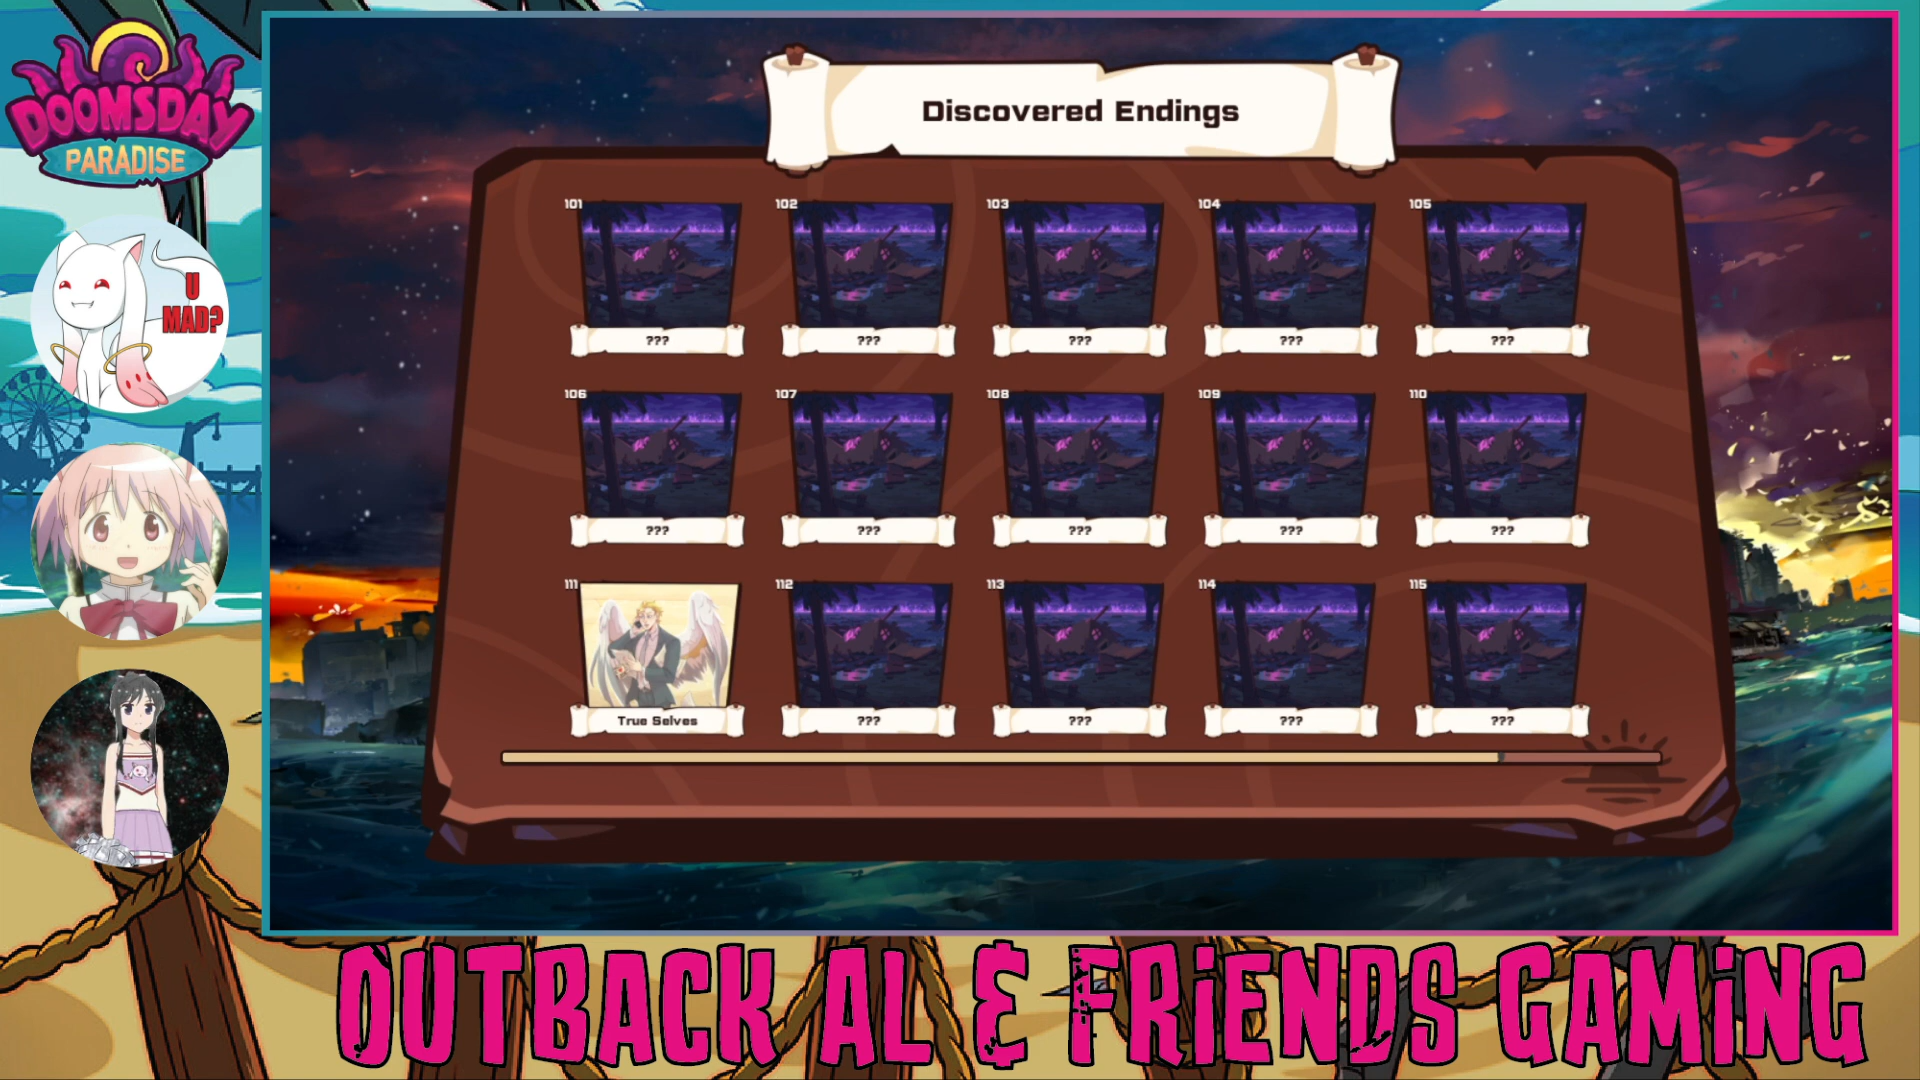 DOOMSDAY
PARADISE
U
MAD?
Discovered Endings
101 102 103 104 105
??? ??? ??? ??? ???
106 107 108 109 110
??? ??? ??? ??? ???
111 112 113 114 115
True Selves ??? ??? ??? ???
OUTBACK AL & FRiENDS GAMiNG